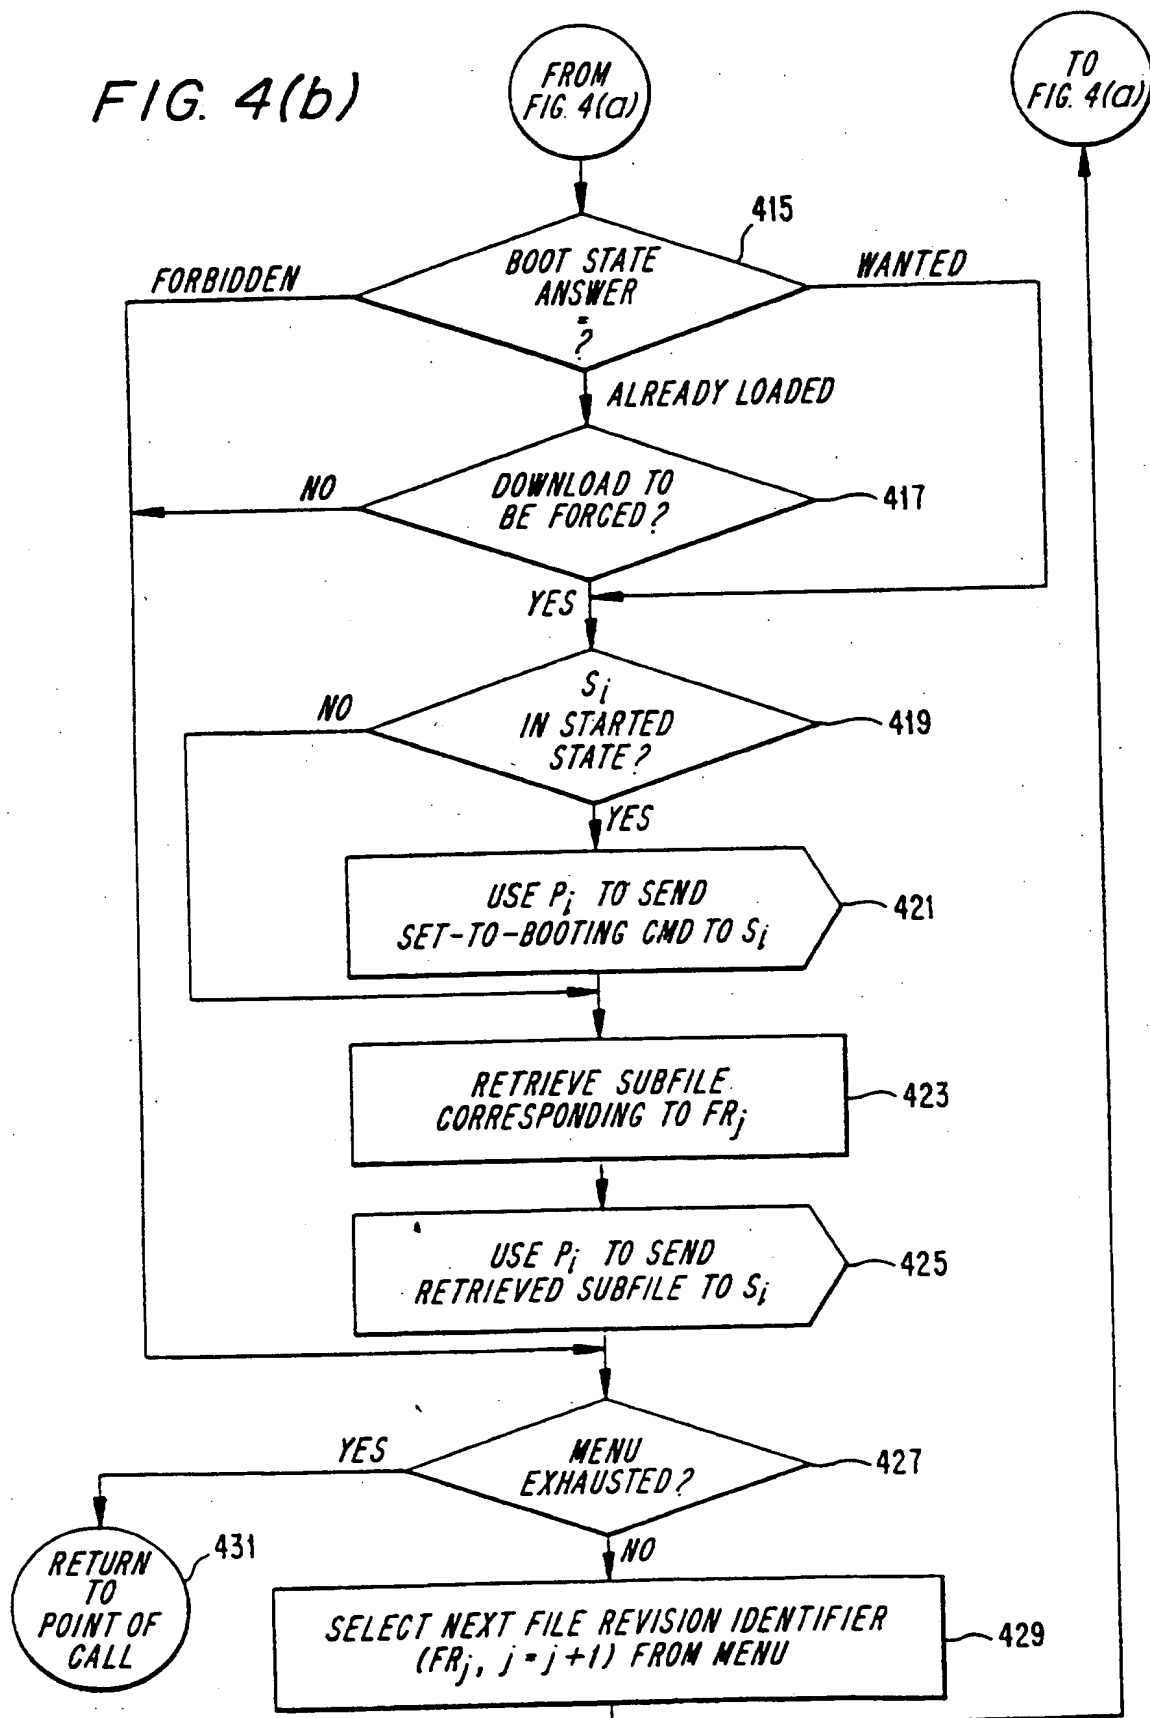 FIG. 4(b)
FROM
FIG. 4(a)
TO
FIG. 4(a)
415
BOOT STATE
ANSWER
=
?
FORBIDDEN
WANTED
ALREADY LOADED
DOWNLOAD TO
BE FORCED?
417
NO
YES
Si
IN STARTED
STATE?
419
NO
YES
USE Pi TO SEND
SET-TO-BOOTING CMD TO Si
421
RETRIEVE SUBFILE
CORRESPONDING TO FRj
423
USE Pi TO SEND
RETRIEVED SUBFILE TO Si
425
MENU
EXHAUSTED?
427
YES
NO
RETURN
TO
POINT OF
CALL
431
SELECT NEXT FILE REVISION IDENTIFIER
(FRj, j=j+1) FROM MENU
429